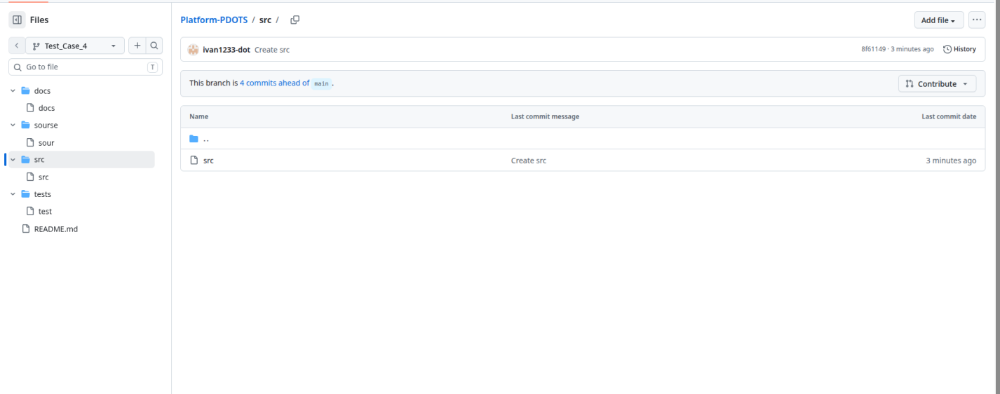 Files
Test_Case_4
Go to file
T
docs
docs
sourse
sour
src
src
tests
test
README.md
Platform-PDOTS / src /
Add file
ivan1233-dot Create src
8f61149 · 3 minutes ago
History
This branch is 4 commits ahead of main .
Contribute
Name Last commit message Last commit date
..
src Create src 3 minutes ago